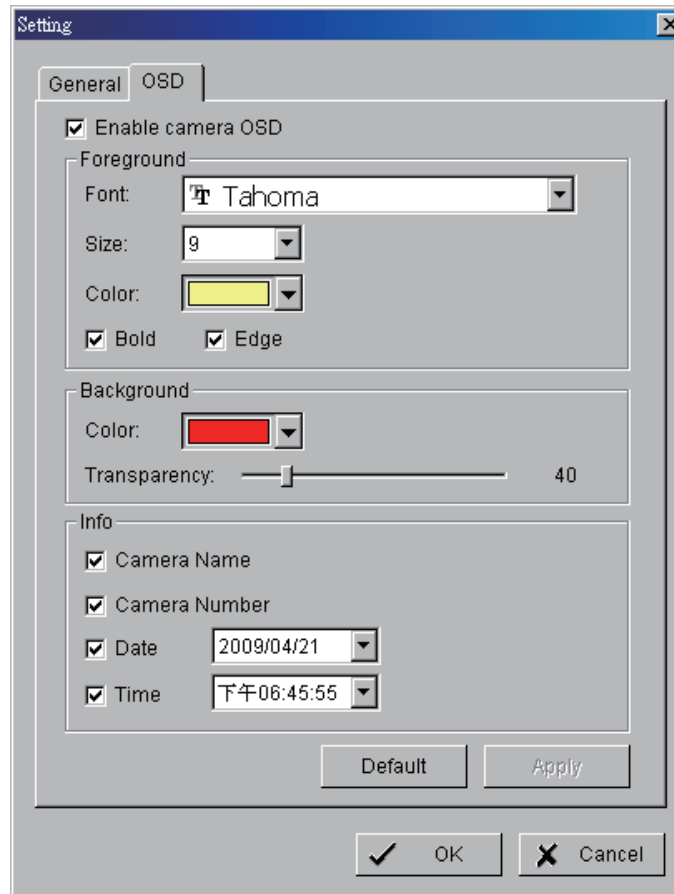 Setting
General OSD
Enable camera OSD
Foreground
Font: Tahoma
Size: 9
Color:
Bold Edge
Background
Color:
Transparency: 40
Info
Camera Name
Camera Number
Date 2009/04/21
Time 下午06:45:55
Default Apply
OK Cancel